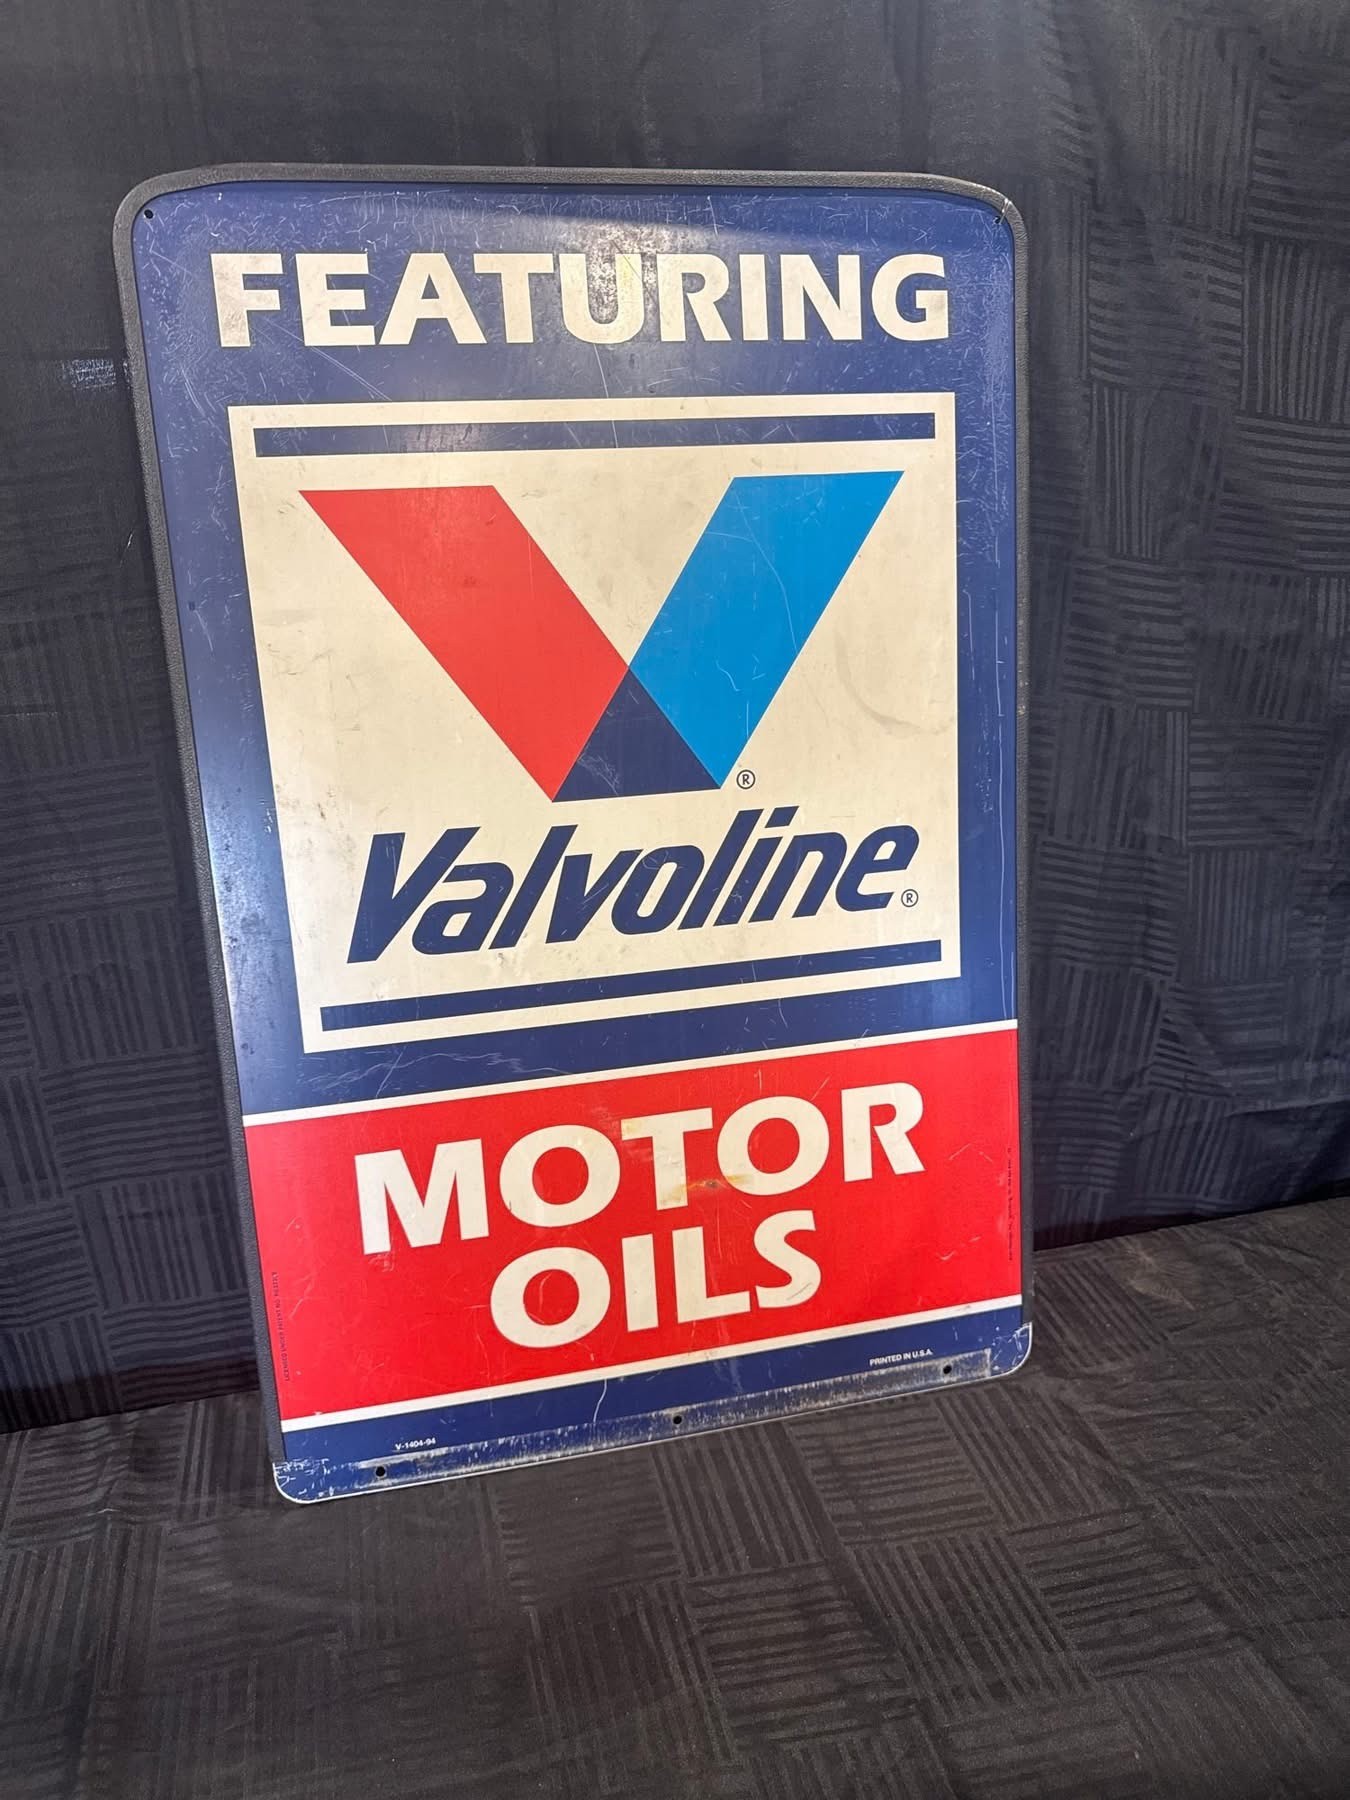 FEATURING
®
Valvoline®
MOTOR
OILS
PRINTED IN U.S.A.
V-1404-94